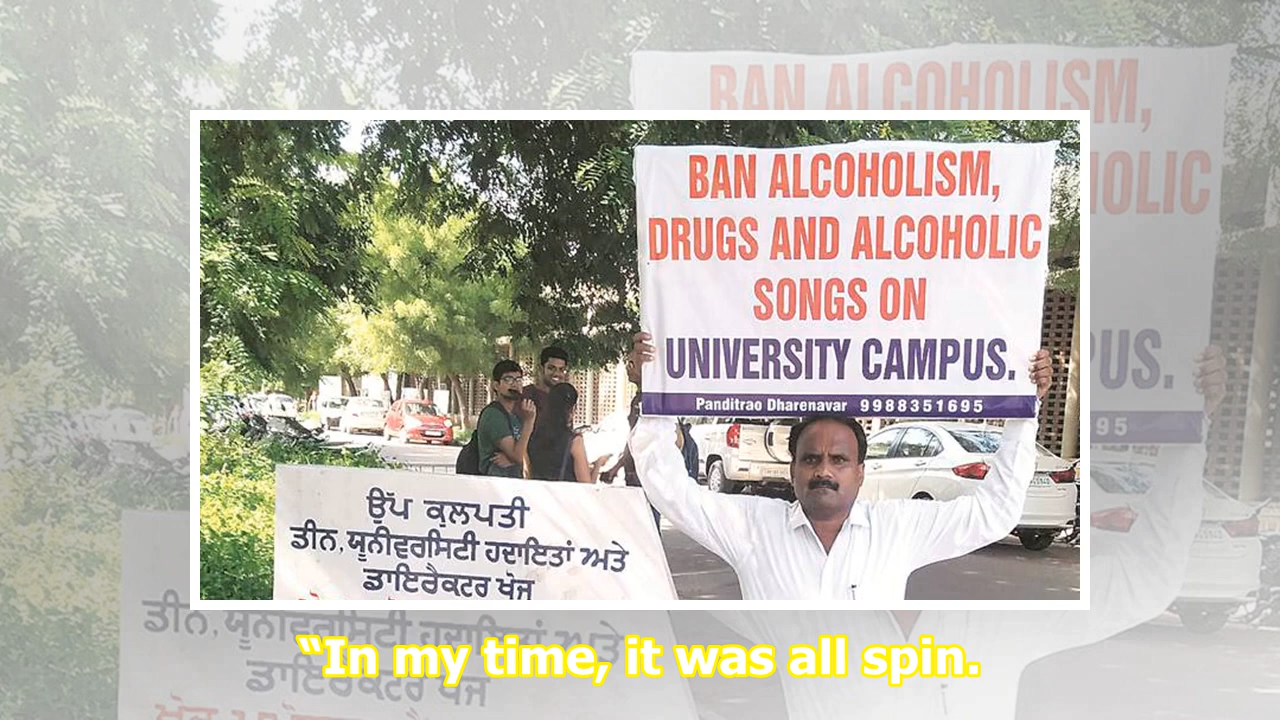 BAN ALCOHOLISM,
DRUGS AND ALCOHOLIC
SONGS ON
UNIVERSITY CAMPUS.
Panditrao Dharenavar 9988351695
ਉੱਪ ਕੁਲਪਤੀ
ਡੀਨ, ਯੂਨੀਵਰਸਿਟੀ ਹਦਾਇਤਾਂ ਅਤੇ
ਡਾਇਰੈਕਟਰ ਖੋਜ
“In my time, it was all spin.